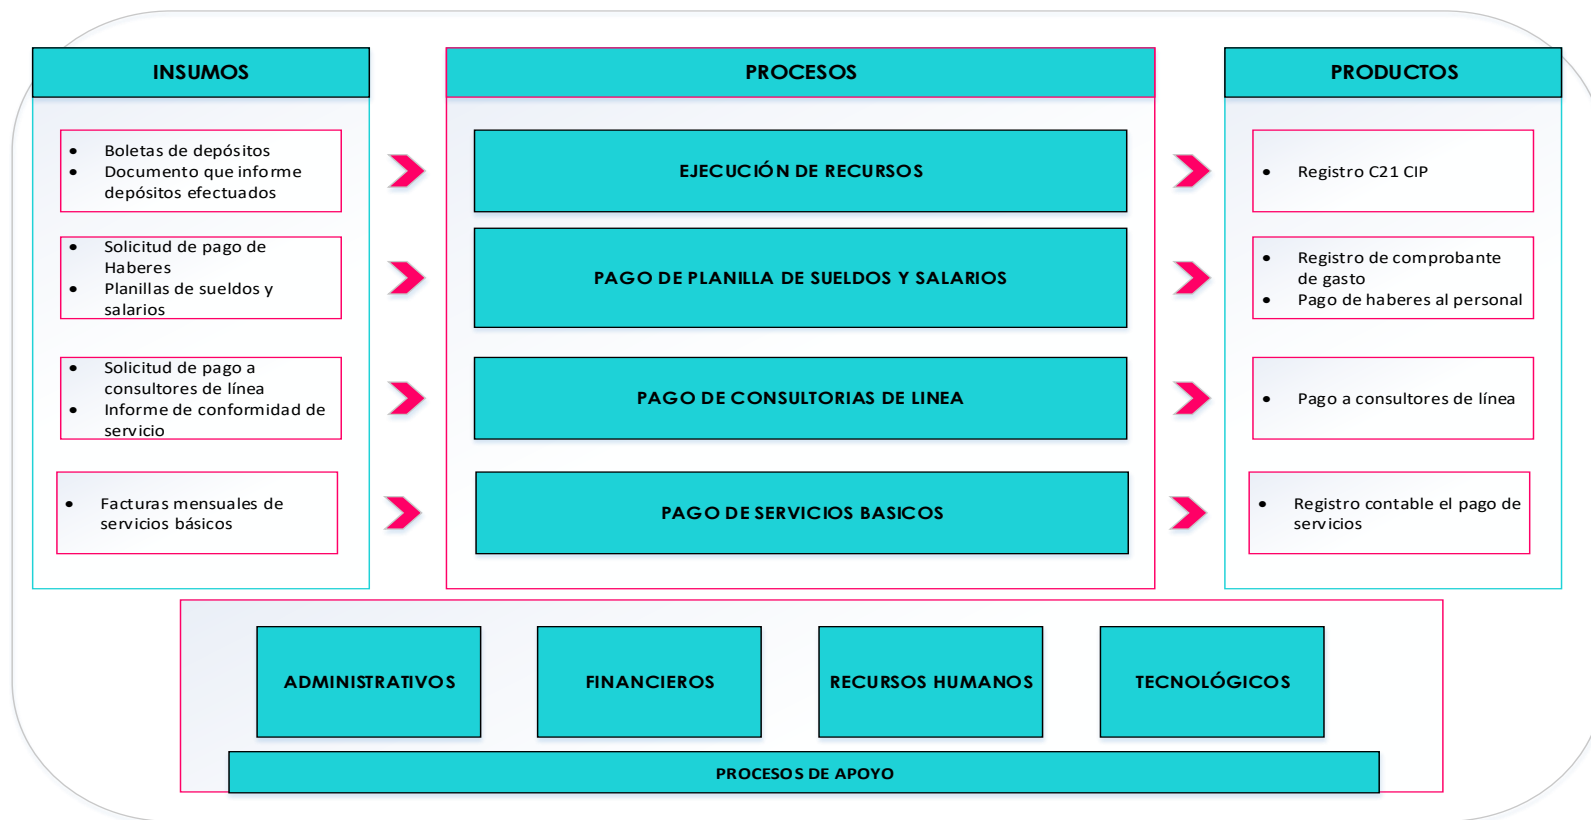 INSUMOS
PROCESOS
PRODUCTOS
• Boletas de depósitos
• Documento que informe
depósitos efectuados
EJECUCIÓN DE RECURSOS
• Registro C21 CIP
• Solicitud de pago de
Haberes
• Planillas de sueldos y
salarios
PAGO DE PLANILLA DE SUELDOS Y SALARIOS
• Registro de comprobante
de gasto
• Pago de haberes al personal
• Solicitud de pago a
consultores de línea
• Informe de conformidad de
servicio
PAGO DE CONSULTORIAS DE LINEA
• Pago a consultores de línea
• Facturas mensuales de
servicios básicos
PAGO DE SERVICIOS BASICOS
• Registro contable el pago de
servicios
ADMINISTRATIVOS
FINANCIEROS
RECURSOS HUMANOS
TECNOLÓGICOS
PROCESOS DE APOYO